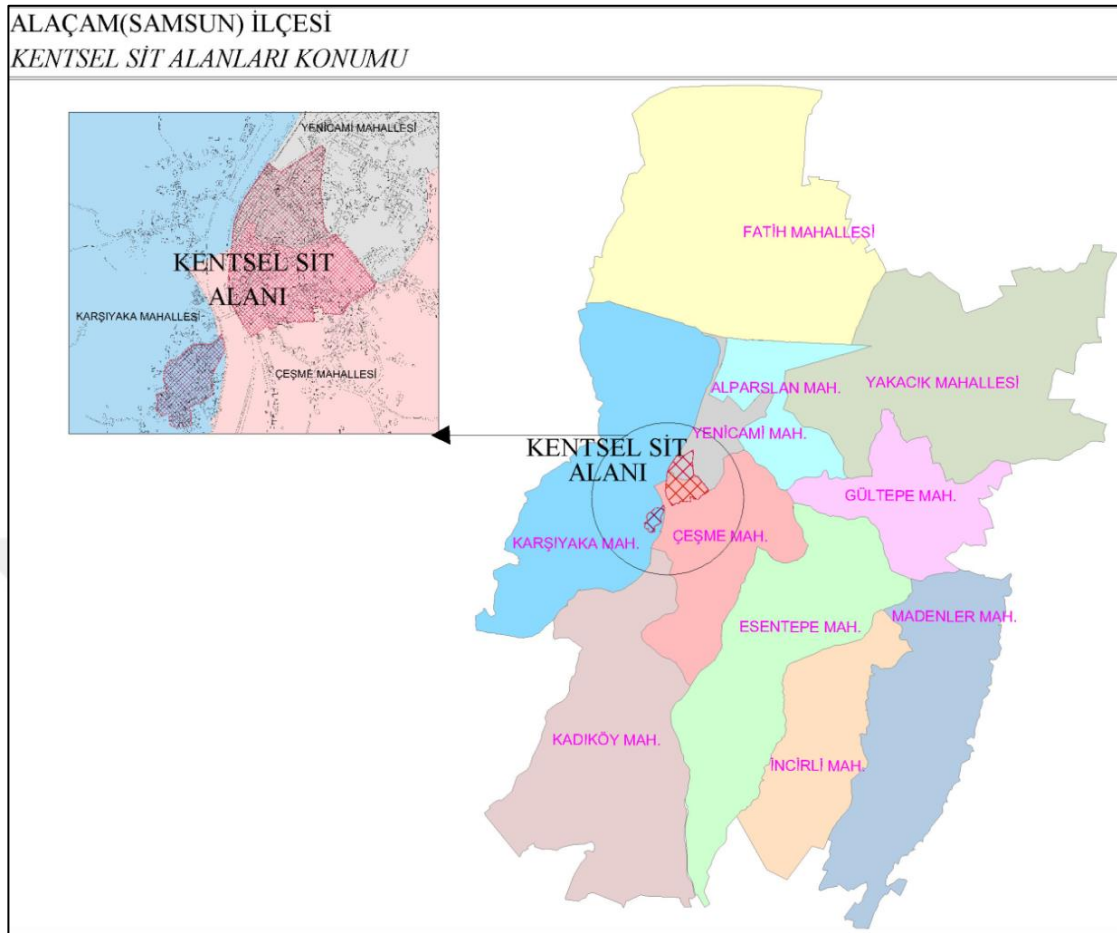 ALAÇAM(SAMSUN) İLÇESİ
KENTSEL SİT ALANLARI KONUMU
YENİCAMİ MAHALLESİ
KENTSEL SİT
ALANI
KARŞIYAKA MAHALLESİ
ÇEŞME MAHALLESİ
FATİH MAHALLESİ
YAKACIK MAHALLESİ
ALPARSLAN MAH.
YENİCAMİ MAH.
KENTSEL SİT
ALANI
GÜLTEPE MAH.
KARŞIYAKA MAH.
ÇEŞME MAH.
MADENLER MAH.
ESENTEPE MAH.
KADIKÖY MAH.
İNCİRLİ MAH.